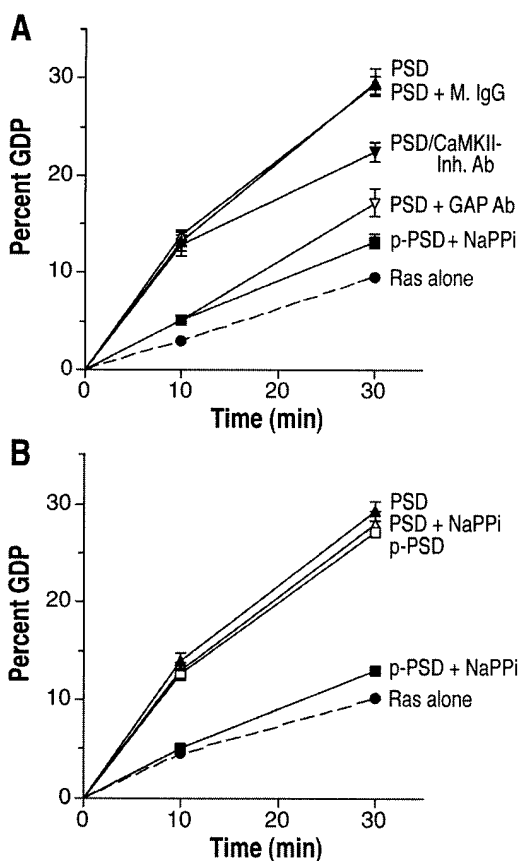 A
Percent GDP
30
20
10
0
PSD
PSD + M. IgG
PSD/CaMKII-
Inh. Ab
PSD + GAP Ab
p-PSD + NaPPi
Ras alone
0
10
20
30
Time (min)
B
Percent GDP
30
20
10
0
PSD
PSD + NaPPi
p-PSD
p-PSD + NaPPi
Ras alone
0
10
20
30
Time (min)